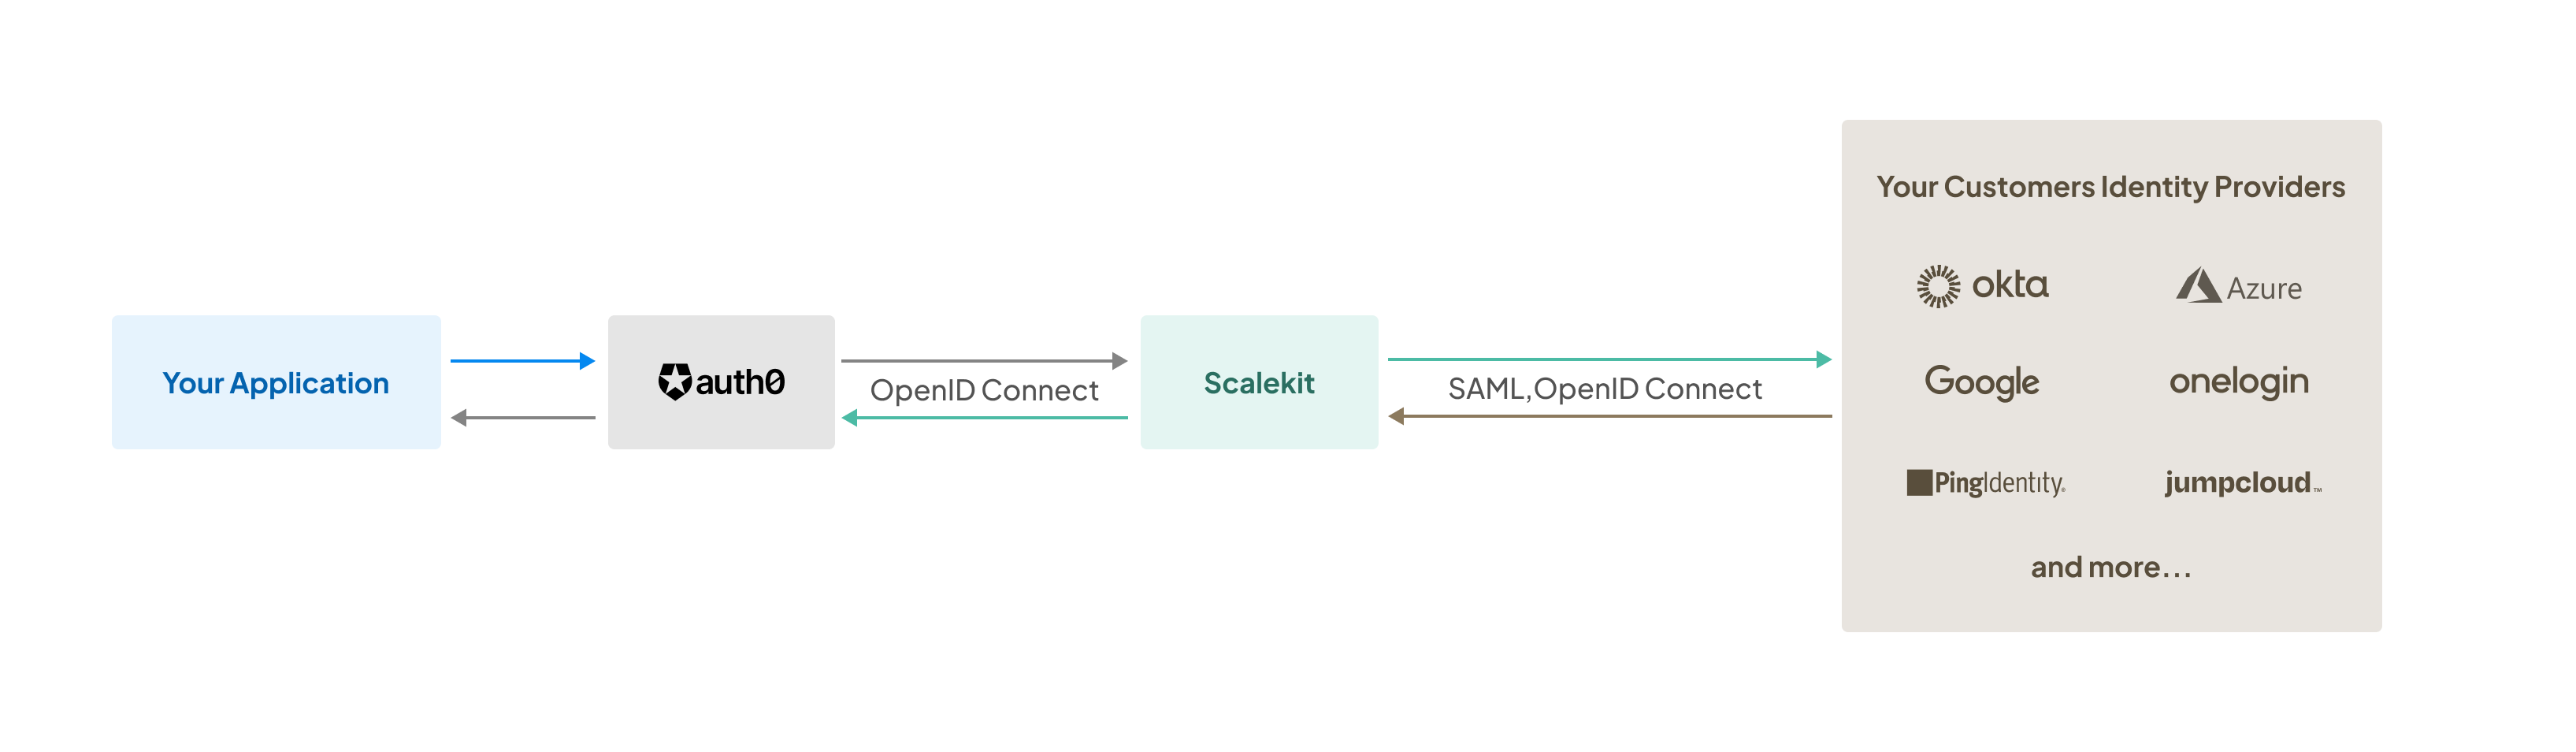 Your Application
auth0
OpenID Connect
Scalekit
SAML,OpenID Connect
Your Customers Identity Providers
okta
Azure
Google
onelogin
PingIdentity®
jumpcloud™
and more...